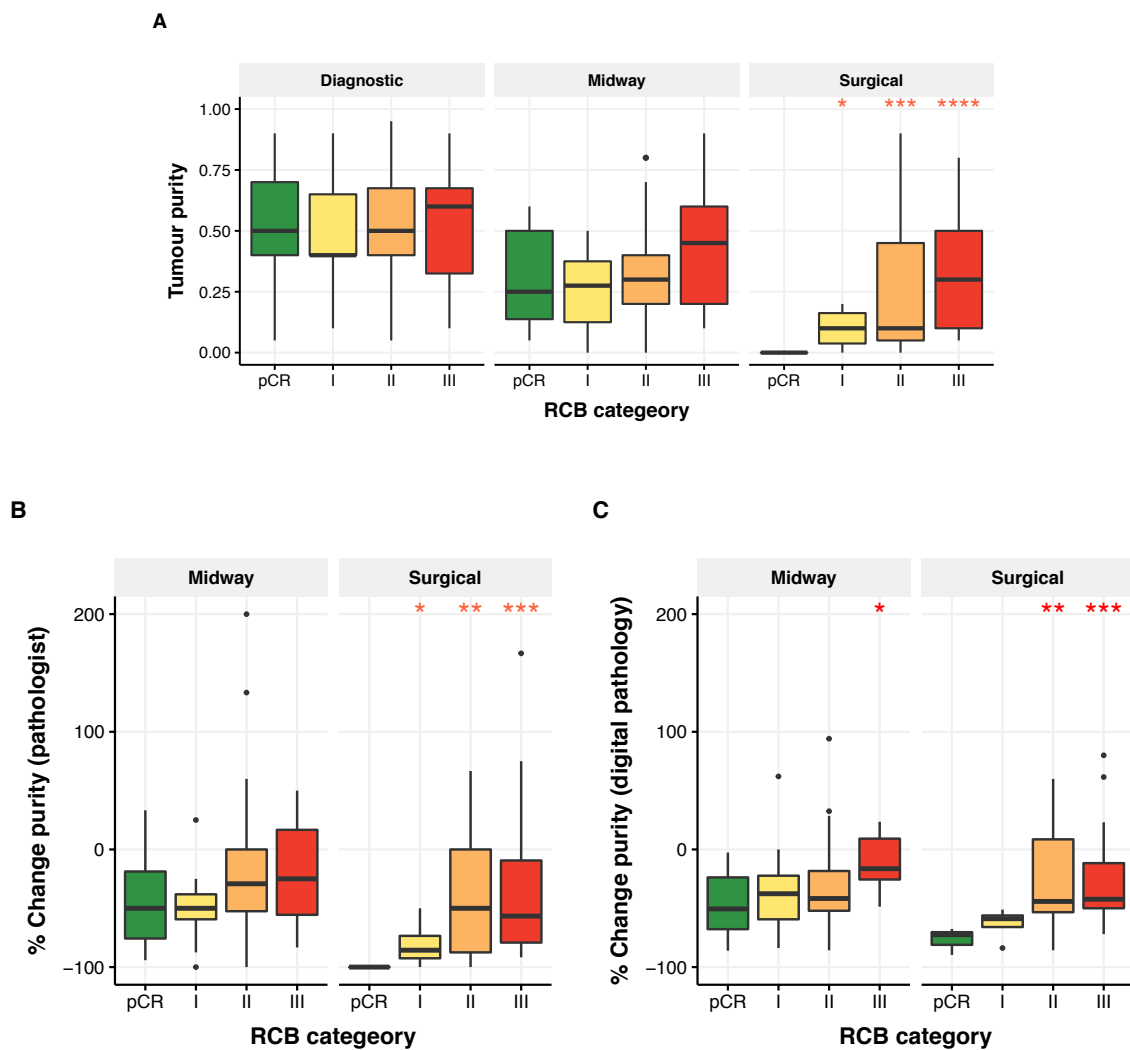 A
Diagnostic Midway Surgical
* *** ****
1.00
0.75
0.50
0.25
0.00
Tumour purity
pCR I II III pCR I II III pCR I II III
RCB categeory
B
Midway Surgical
* ** ***
200
100
0
−100
% Change purity (pathologist)
pCR I II III pCR I II III
RCB categeory
C
Midway Surgical
* ** ***
200
100
0
−100
% Change purity (digital pathology)
pCR I II III pCR I II III
RCB category